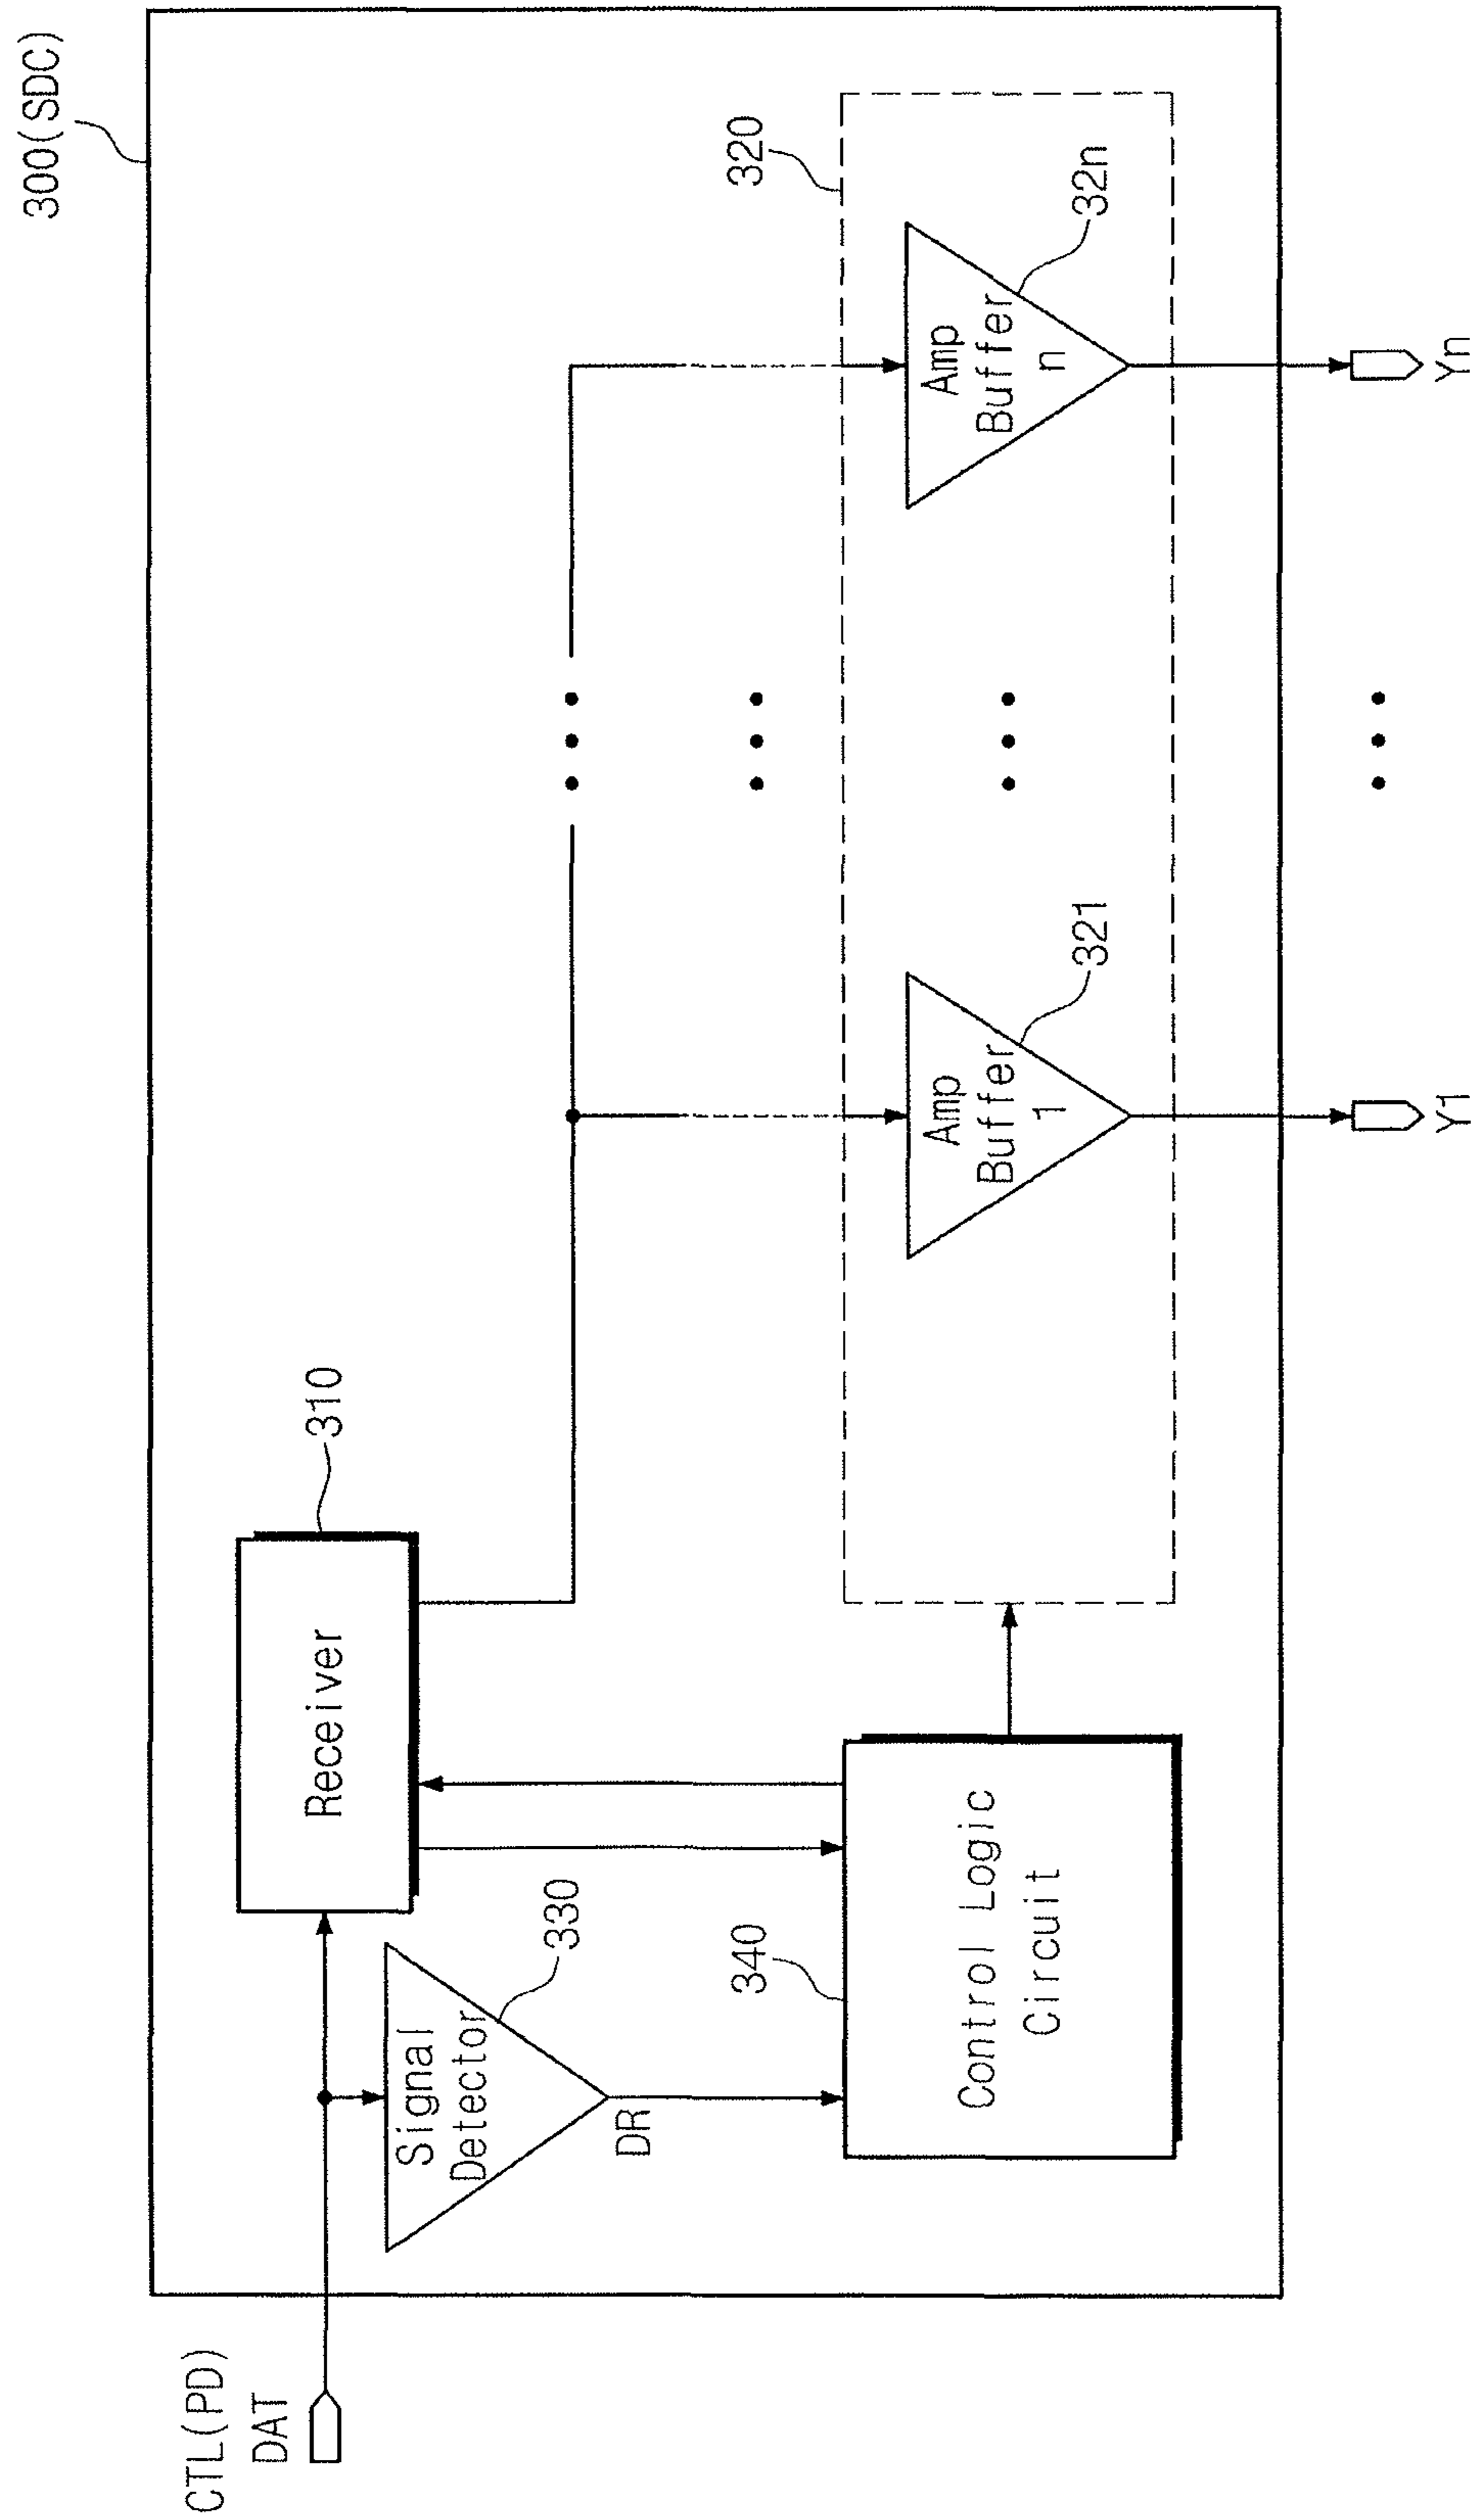 300(SDC)
CTL(PD)
DAT
Receiver
310
Signal
Detector
330
DR
340
Control Logic
Circuit
320
Amp
Buffer
1
321
Amp
Buffer
n
32n
Y1
Yn